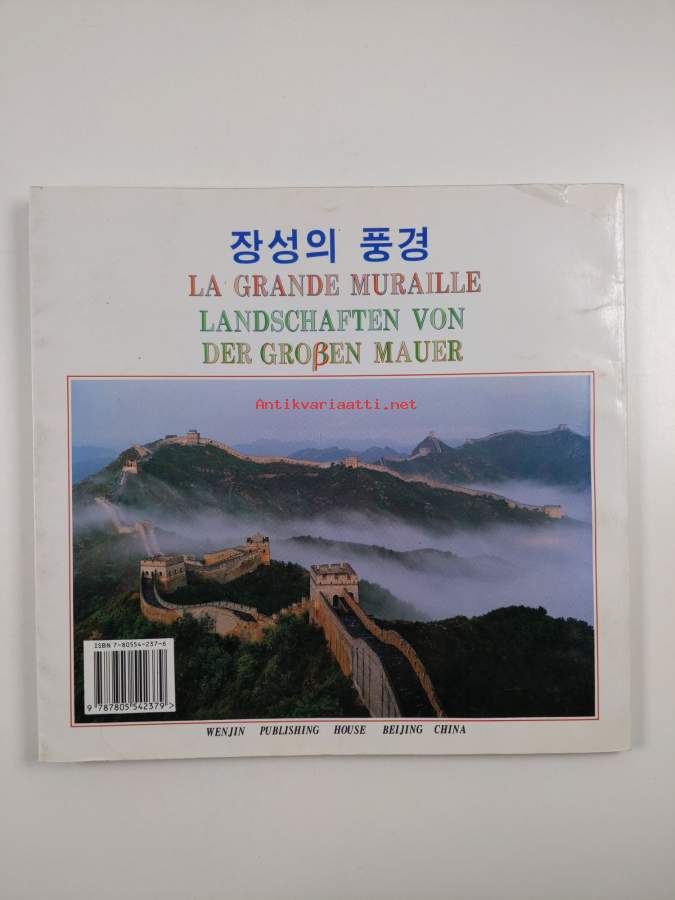 장성의 풍경
LA GRANDE MURAILLE
LANDSCHAFTEN VON
DER GROβEN MAUER
Antikvariaatti.net
ISBN 7-80554-237-6
9 787805 542379 >
WENJIN PUBLISHING HOUSE BEIJING CHINA